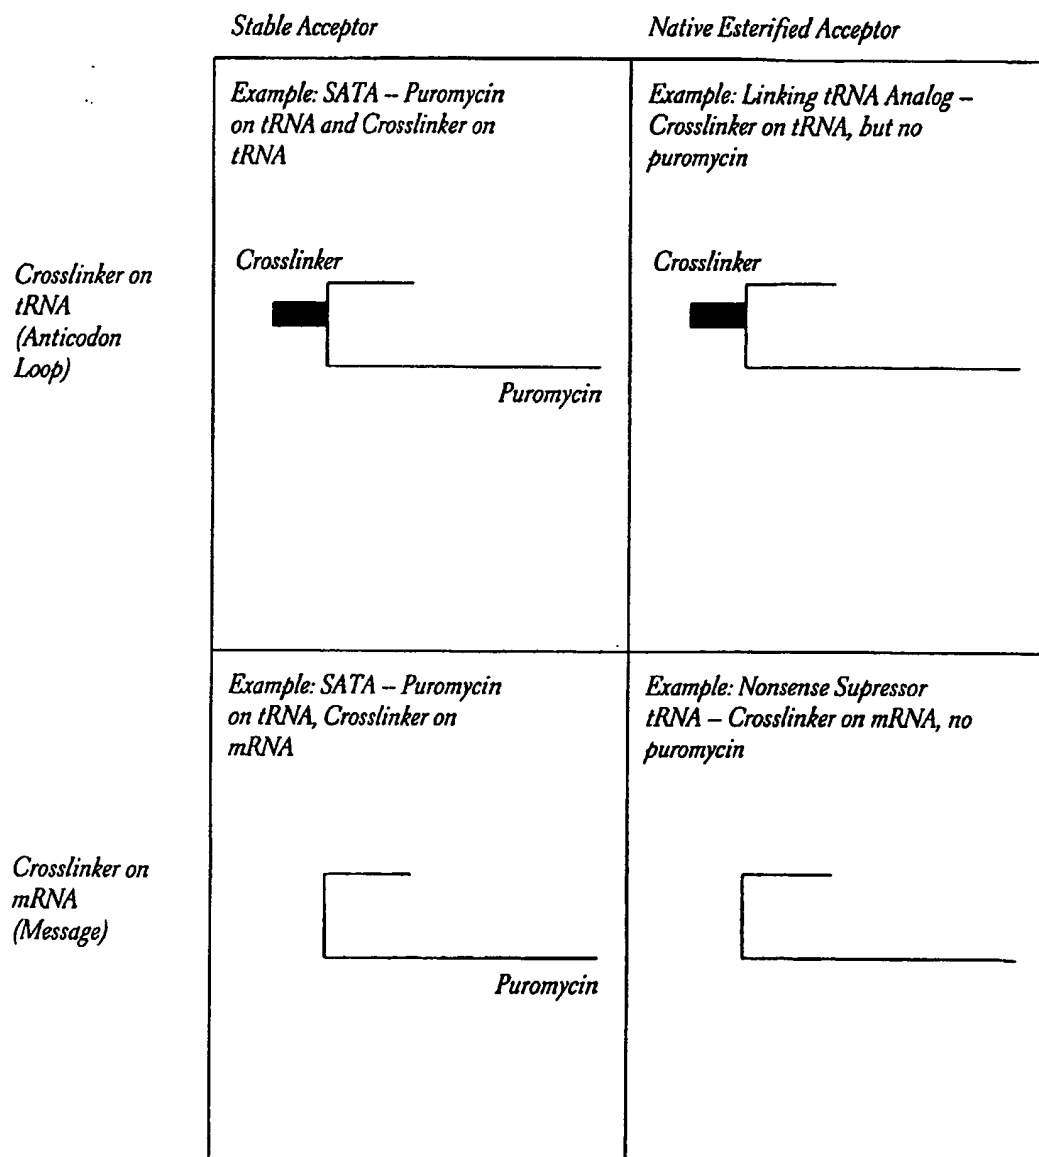 Stable Acceptor
Native Esterified Acceptor
Example: SATA – Puromycin
on tRNA and Crosslinker on
tRNA
Example: Linking tRNA Analog –
Crosslinker on tRNA, but no
puromycin
Crosslinker on
tRNA
(Anticodon
Loop)
Crosslinker
Puromycin
Crosslinker
Example: SATA – Puromycin
on tRNA, Crosslinker on
mRNA
Example: Nonsense Supressor
tRNA – Crosslinker on mRNA, no
puromycin
Crosslinker on
mRNA
(Message)
Puromycin